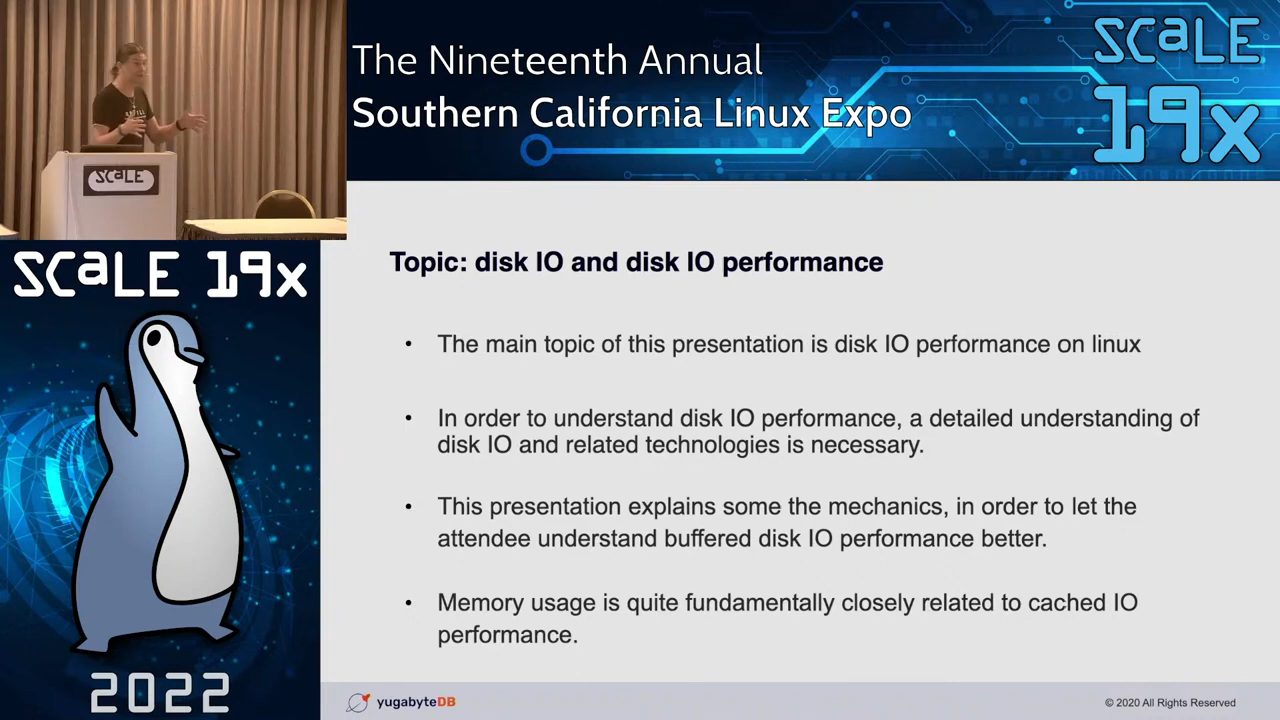 The Nineteenth Annual
Southern California Linux Expo
SCaLE
19x
SCaLE
SCaLE 19x
2022
Topic: disk IO and disk IO performance
• The main topic of this presentation is disk IO performance on linux
• In order to understand disk IO performance, a detailed understanding of
disk IO and related technologies is necessary.
• This presentation explains some the mechanics, in order to let the
attendee understand buffered disk IO performance better.
• Memory usage is quite fundamentally closely related to cached IO
performance.
yugabyteDB
© 2020 All Rights Reserved